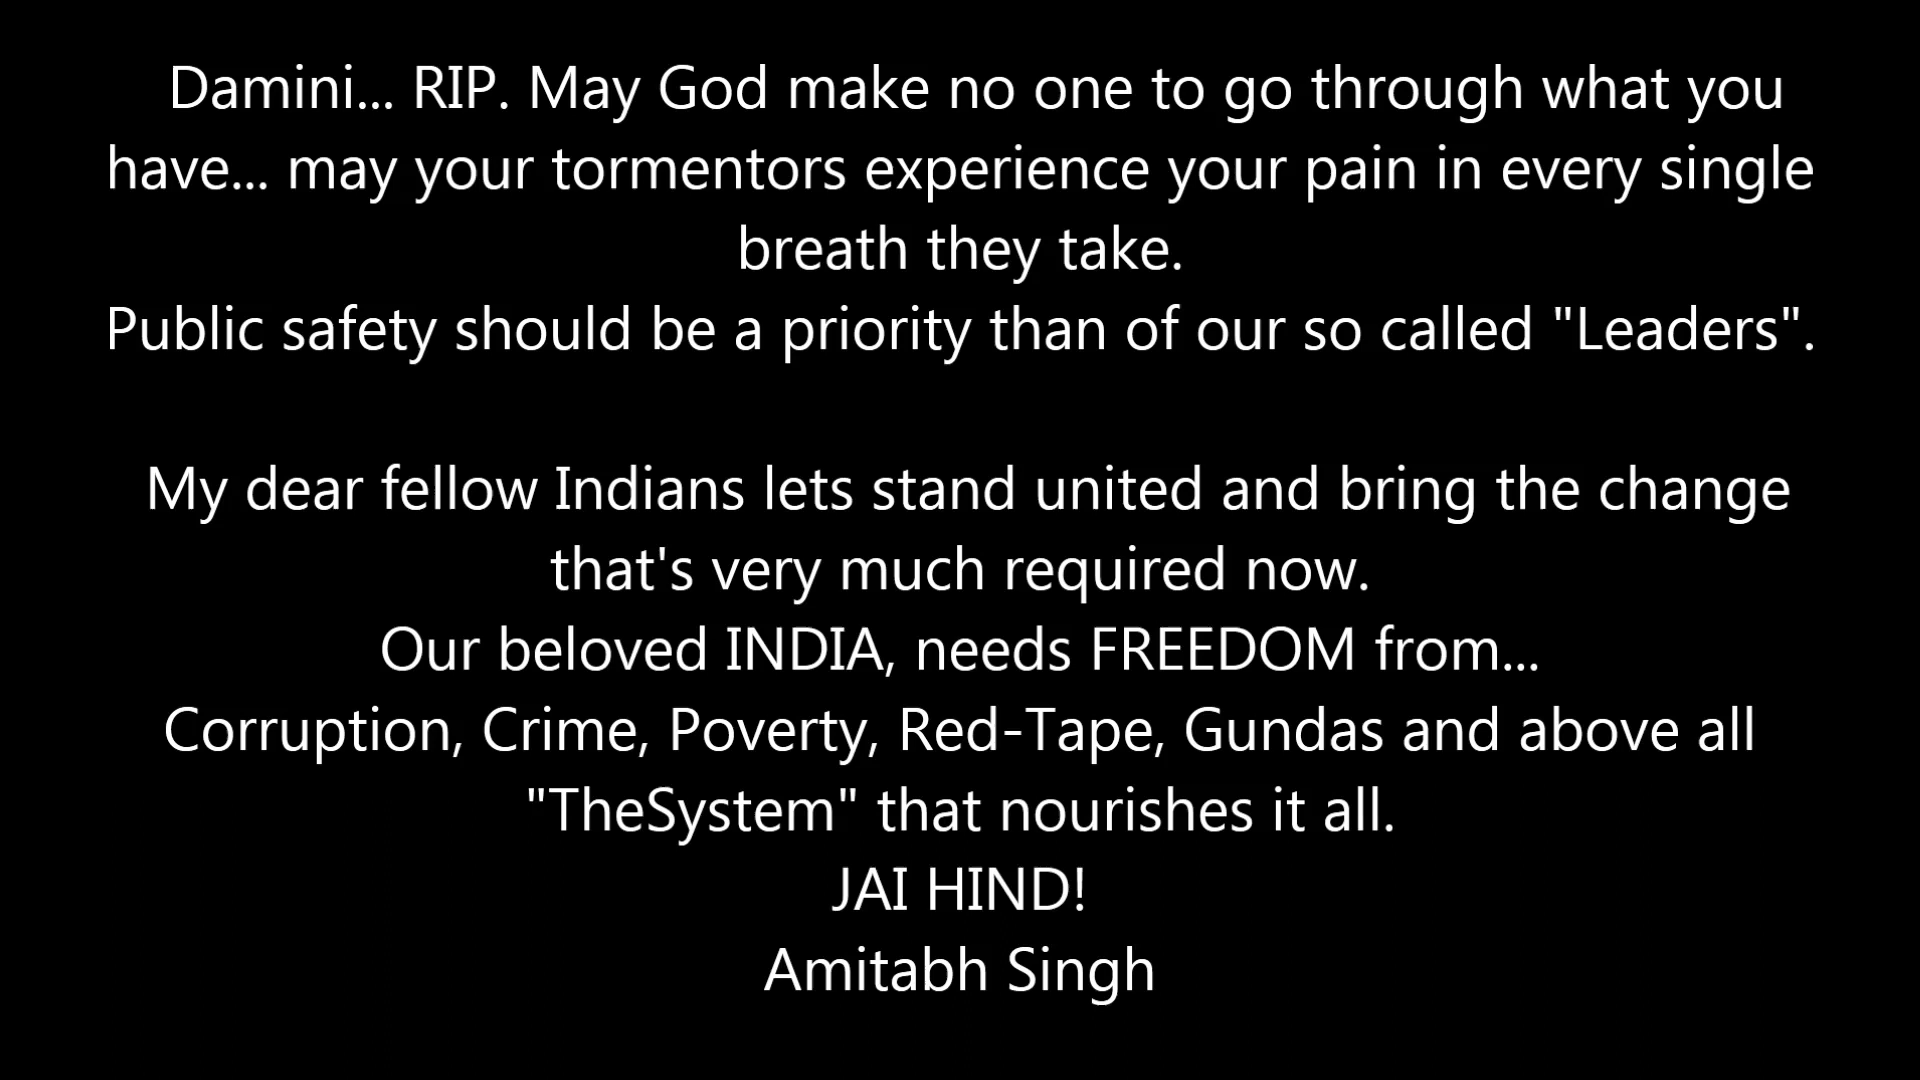 Damini... RIP. May God make no one to go through what you
have... may your tormentors experience your pain in every single
breath they take.
Public safety should be a priority than of our so called "Leaders".
My dear fellow Indians lets stand united and bring the change
that's very much required now.
Our beloved INDIA, needs FREEDOM from...
Corruption, Crime, Poverty, Red-Tape, Gundas and above all
"TheSystem" that nourishes it all.
JAI HIND!
Amitabh Singh